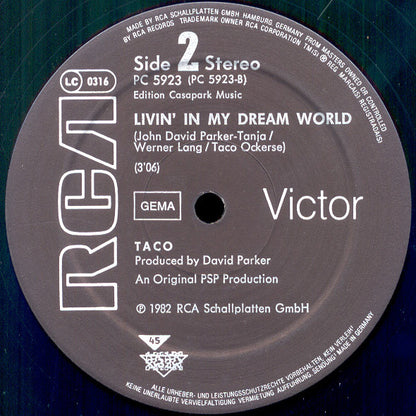 MADE BY RCA SCHALLPLATTEN GMBH HAMBURG GERMANY FROM MASTERS OWNED OR CONTROLLED
BY RCA RECORDS TRADEMARK OWNER RCA CORPORATION TM(S) ® REG MARCA(S) REGISTRADA(S)
Side 2 Stereo
PC 5923 (PC 5923-B)
Edition Casapark Music
LC 0316
RCA
LIVIN' IN MY DREAM WORLD
(John David Parker-Tanja/
Werner Lang/Taco Ockerse)
(3'06)
GEMA
Victor
TACO
Produced by David Parker
An Original PSP Production
℗ 1982 RCA Schallplatten GmbH
45
ALLE URHEBER- UND LEISTUNGSSCHUTZRECHTE VORBEHALTEN. KEIN VERLEIH!
KEINE UNERLAUBTE VERVIELFÄLTIGUNG, VERMIETUNG, AUFFÜHRUNG, SENDUNG! MADE IN GERMANY